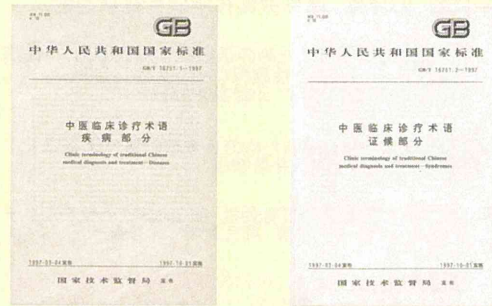 GB
中华人民共和国国家标准
GB/T 16751.1—1997
中医临床诊疗术语
疾病部分
Clinic terminology of traditional Chinese
medical diagnosis and treatment—Diseases
1997-03-04发布
1997-10-01实施
国家技术监督局 发布
GB
中华人民共和国国家标准
GB/T 16751.2—1997
中医临床诊疗术语
证候部分
Clinic terminology of traditional Chinese
medical diagnosis and treatment—Syndromes
1997-03-04发布
1997-10-01实施
国家技术监督局 发布